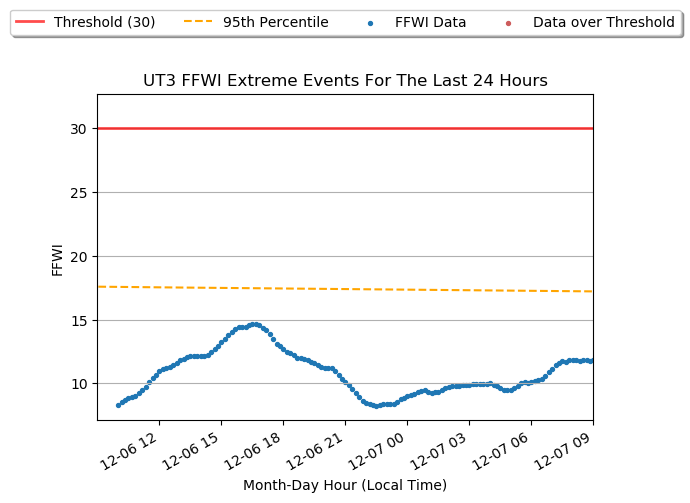 Threshold (30) 95th Percentile FFWI Data Data over Threshold
UT3 FFWI Extreme Events For The Last 24 Hours
FFWI
30
25
20
15
10
12-06 12 12-06 15 12-06 18 12-06 21 12-07 00 12-07 03 12-07 06 12-07 09
Month-Day Hour (Local Time)